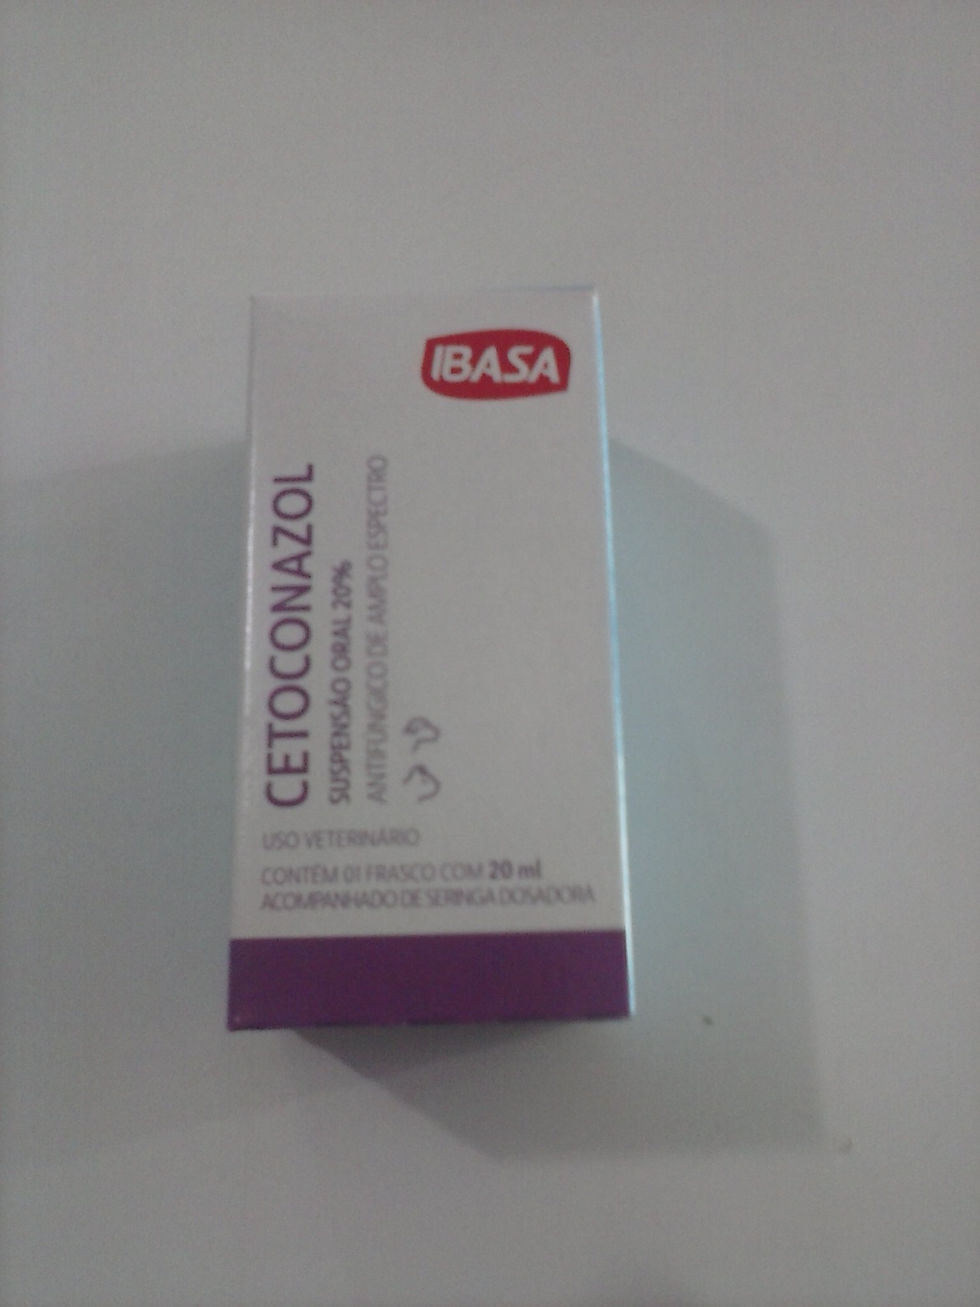 IBASA
CETOCONAZOL
SUSPENSÃO ORAL 20%
ANTIFÚNGICO DE AMPLO ESPECTRO
USO VETERINÁRIO
CONTÉM 01 FRASCO COM 20 ml
ACOMPANHADO DE SERINGA DOSADORA